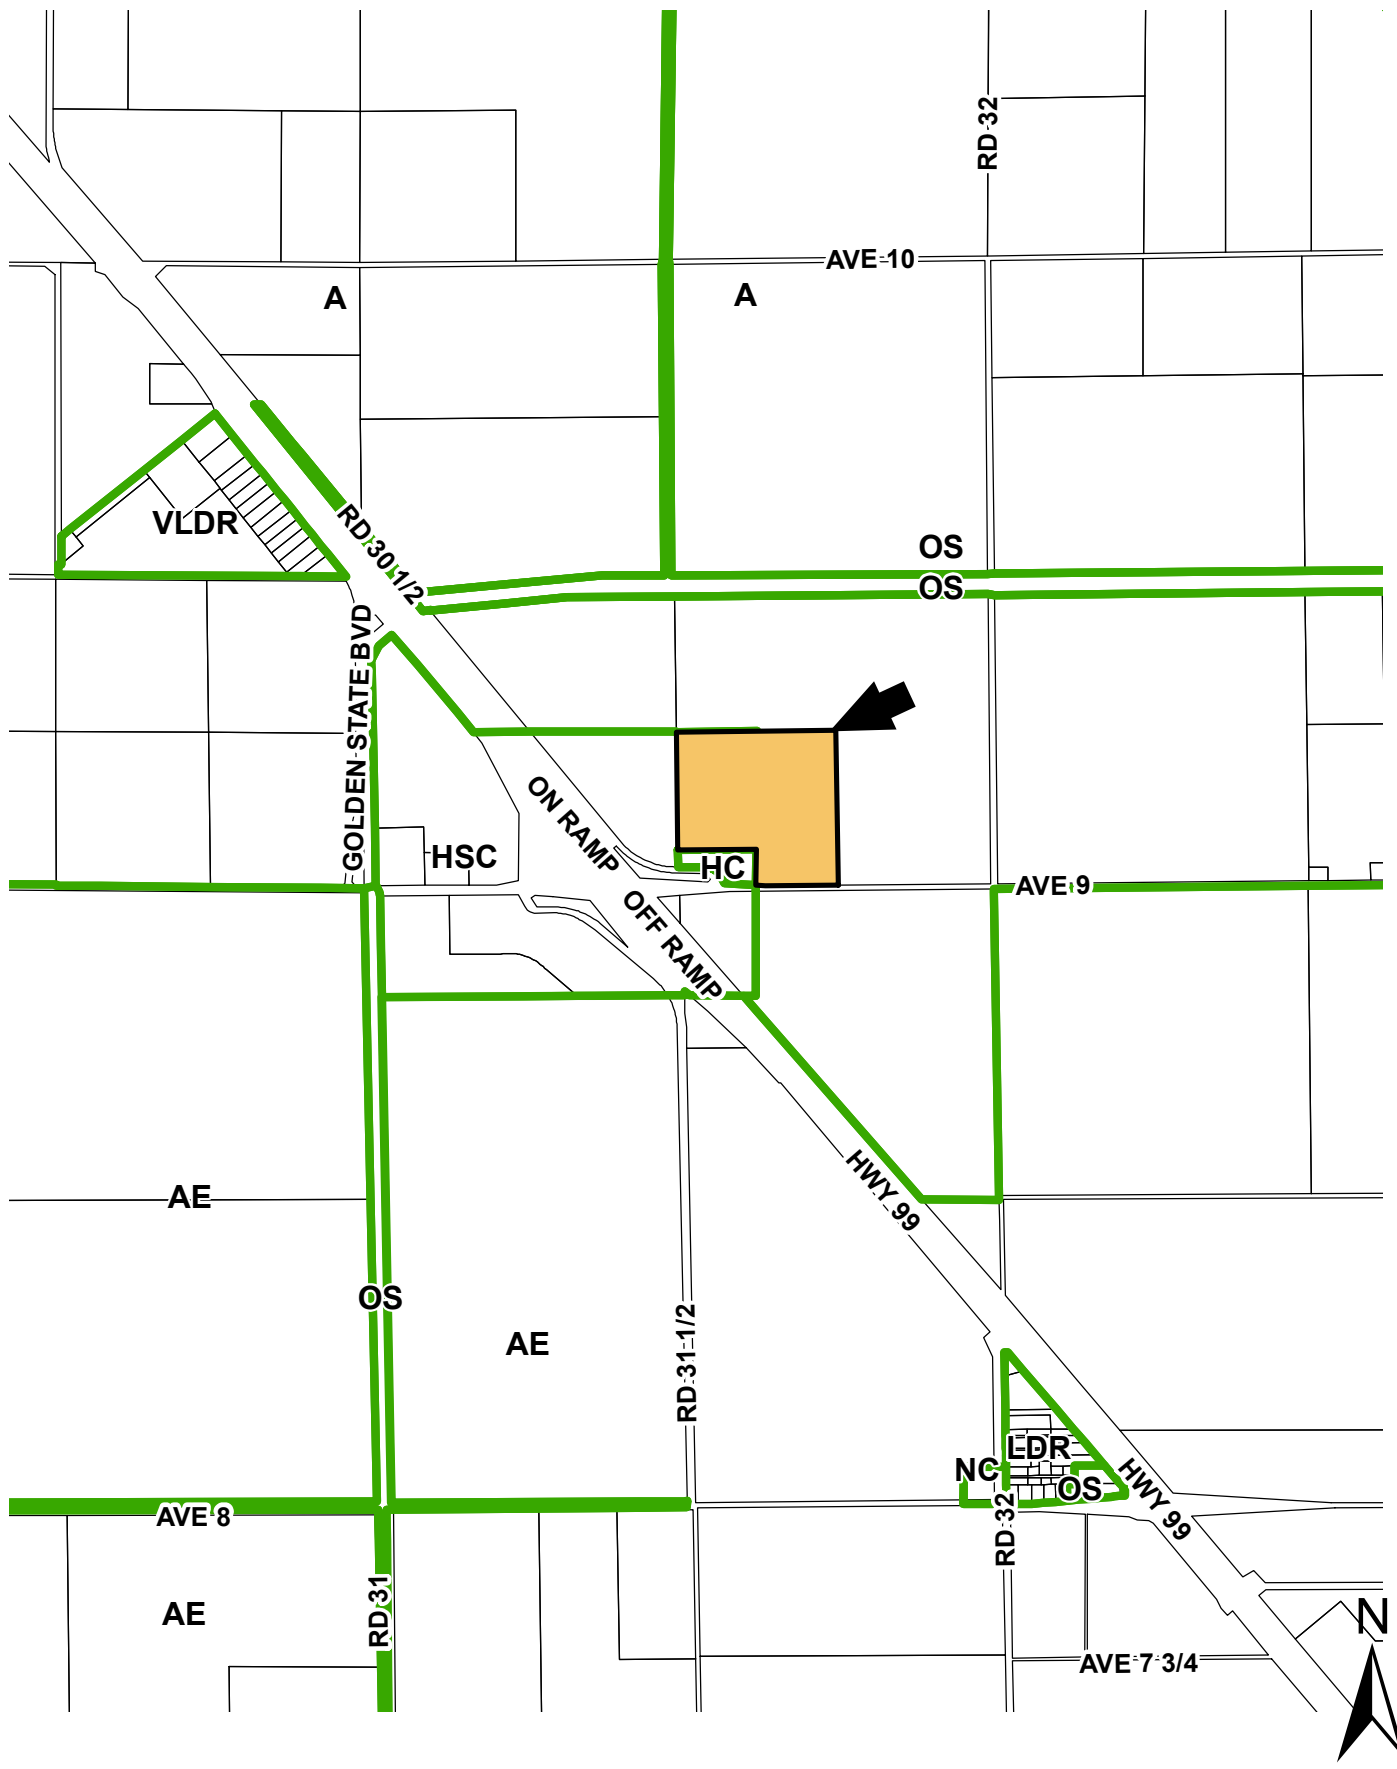 RD 32
AVE 10
A
A
VLDR
RD 30 1/2
OS
OS
GOLDEN STATE BVD
ON RAMP
HSC
HC
AVE 9
OFF RAMP
HWY 99
AE
OS
AE
RD 31 1/2
LDR
NC
OS
HWY 99
AVE 8
RD 32
RD 31
AE
N
AVE 7 3/4